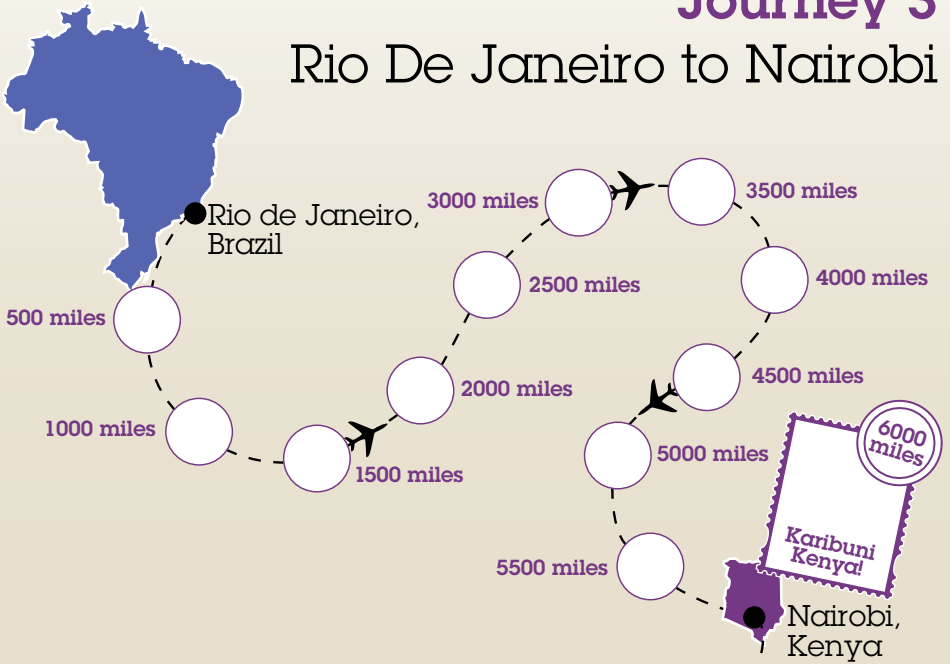 Journey 3
Rio De Janeiro to Nairobi
Rio de Janeiro,
Brazil
500 miles
1000 miles
1500 miles
2000 miles
2500 miles
3000 miles
3500 miles
4000 miles
4500 miles
5000 miles
5500 miles
6000
miles
Karibuni
Kenya!
Nairobi,
Kenya